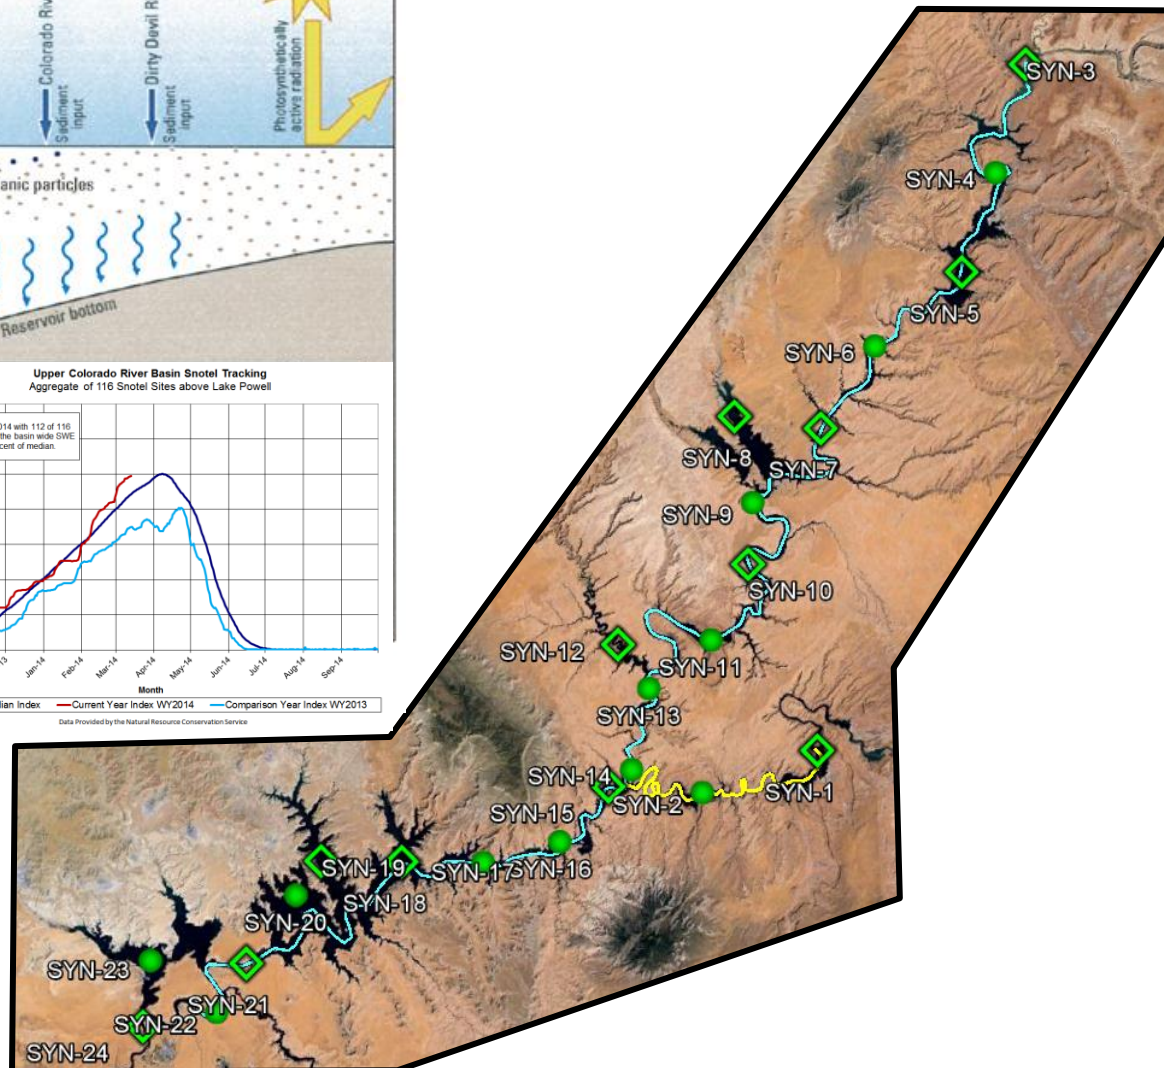 Colorado Riv
Sediment
input
Dirty Devil R
Sediment
input
Photosynthetically
active radiation
anic particles
Reservoir bottom
Upper Colorado River Basin Snotel Tracking
Aggregate of 116 Snotel Sites above Lake Powell
014 with 112 of 116
the basin wide SWE
cent of median.
13
Jan-14
Feb-14
Mar-14
Apr-14
May-14
Jun-14
Jul-14
Aug-14
Sep-14
Month
ian Index
Current Year Index WY2014
Comparison Year Index WY2013
Data Provided by the Natural Resource Conservation Service
SYN-3
SYN-4
SYN-5
SYN-6
SYN-8
SYN-7
SYN-9
SYN-10
SYN-12
SYN-11
SYN-13
SYN-14
SYN-2
SYN-1
SYN-15
SYN-19
SYN-17
SYN-16
SYN-18
SYN-20
SYN-23
SYN-21
SYN-22
SYN-24